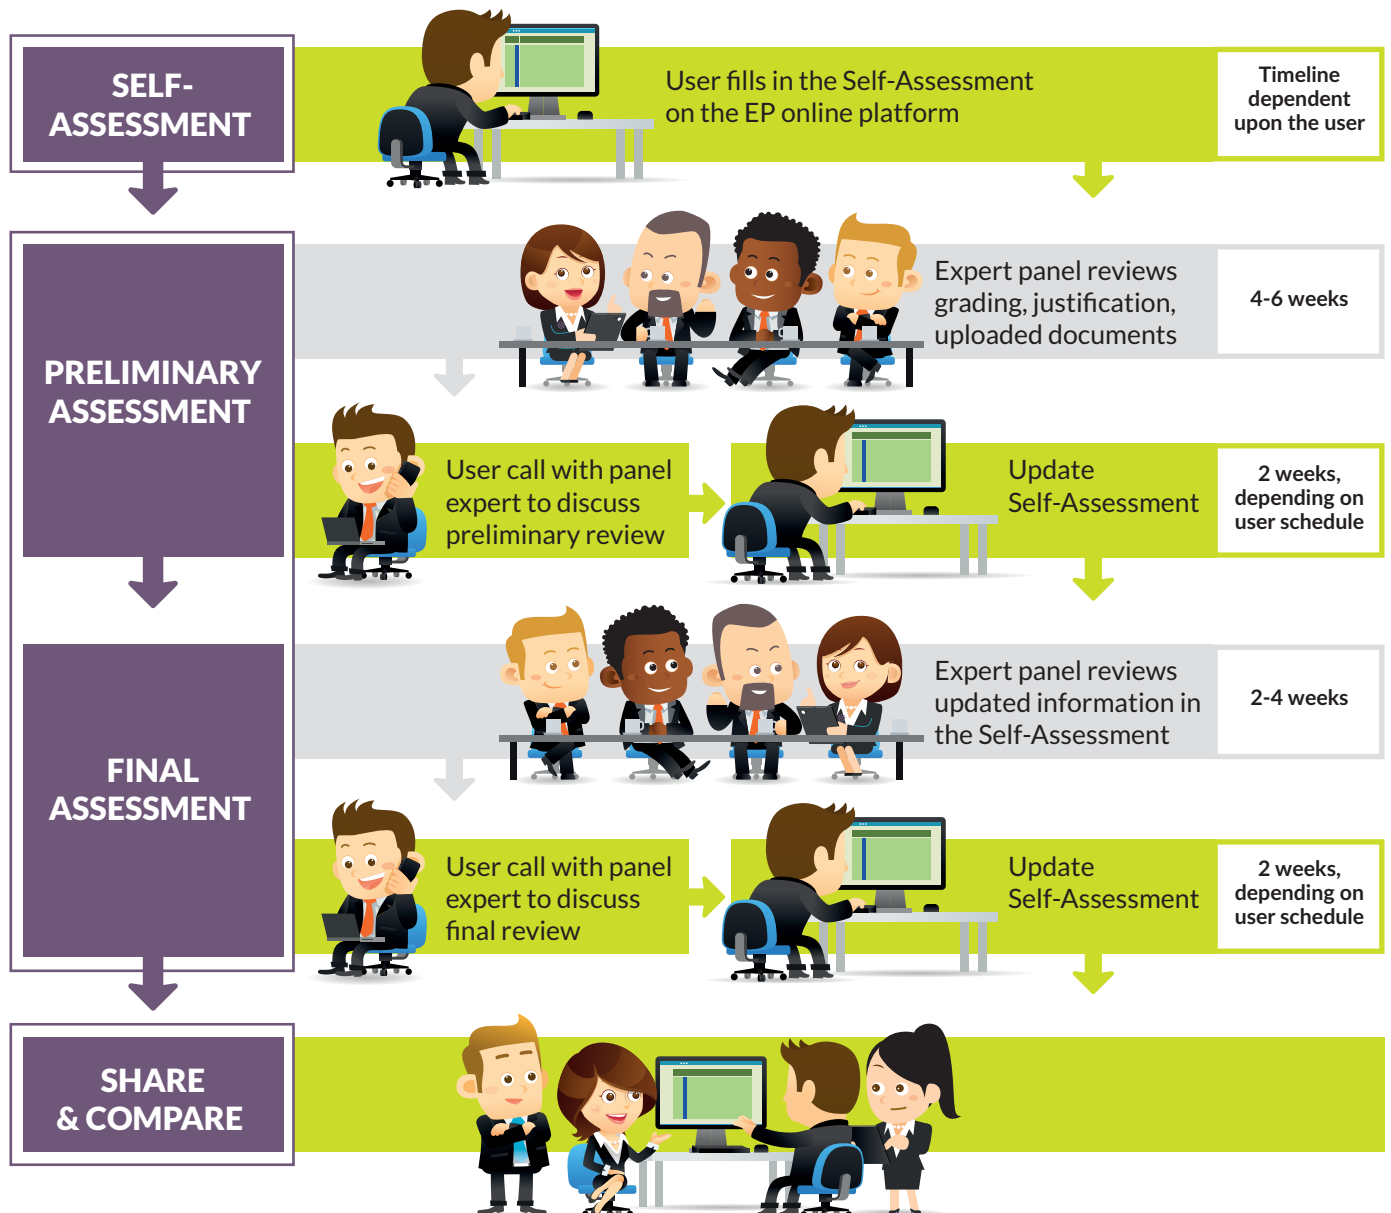 SELF-
ASSESSMENT
User fills in the Self-Assessment
on the EP online platform
Timeline
dependent
upon the user
PRELIMINARY
ASSESSMENT
Expert panel reviews
grading, justification,
uploaded documents
4-6 weeks
User call with panel
expert to discuss
preliminary review
Update
Self-Assessment
2 weeks,
depending on
user schedule
FINAL
ASSESSMENT
Expert panel reviews
updated information in
the Self-Assessment
2-4 weeks
User call with panel
expert to discuss
final review
Update
Self-Assessment
2 weeks,
depending on
user schedule
SHARE
& COMPARE